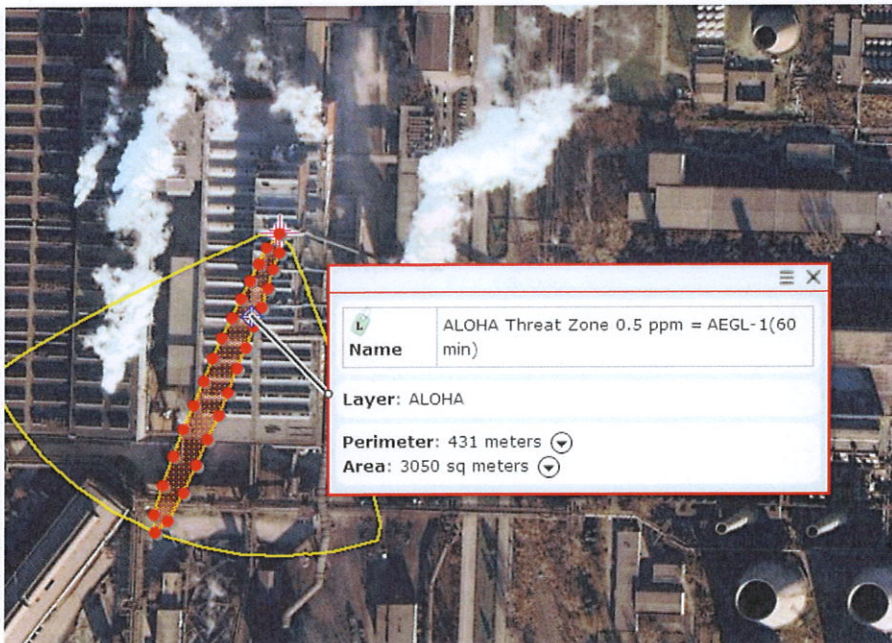 L
Name
ALOHA Threat Zone 0.5 ppm = AEGL-1(60
min)
Layer: ALOHA
Perimeter: 431 meters
Area: 3050 sq meters